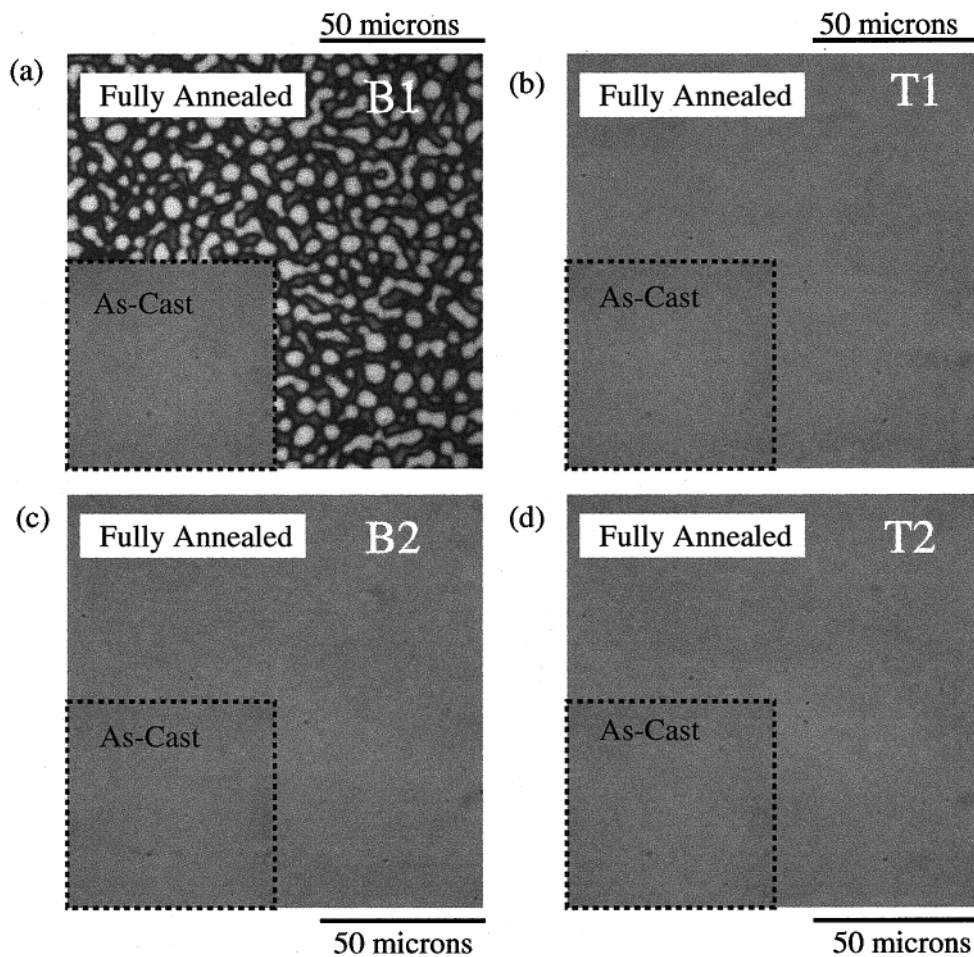 50 microns
50 microns
(a)
Fully Annealed
B1
As-Cast
(b)
Fully Annealed
T1
As-Cast
(c)
Fully Annealed
B2
As-Cast
(d)
Fully Annealed
T2
As-Cast
50 microns
50 microns